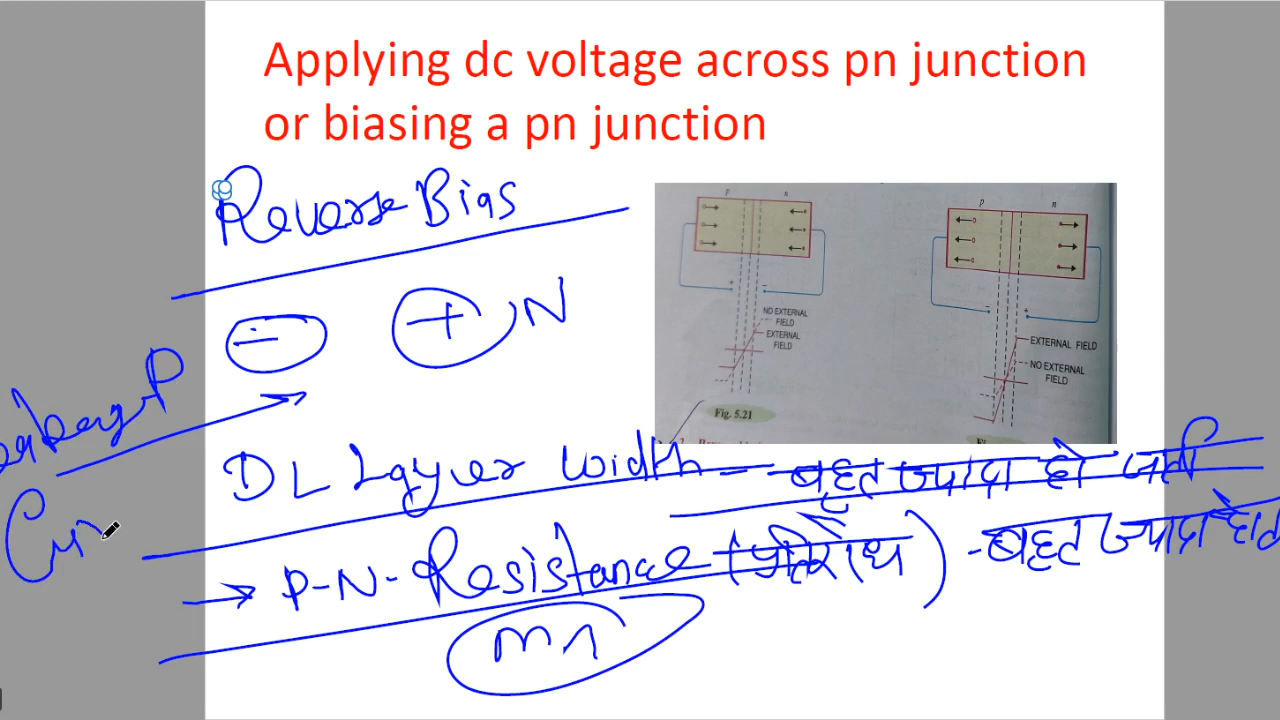 Applying dc voltage across pn junction
or biasing a pn junction
Reverse Bias
p n
p n
− + N
P
+ −
− +
NO EXTERNAL
FIELD
EXTERNAL
FIELD
EXTERNAL FIELD
NO EXTERNAL
FIELD
Fig. 5.21
DL Layer width - बहुत ज्यादा हो जाती
P-N- Resistance (प्रतिरोध) - बहुत ज्यादा